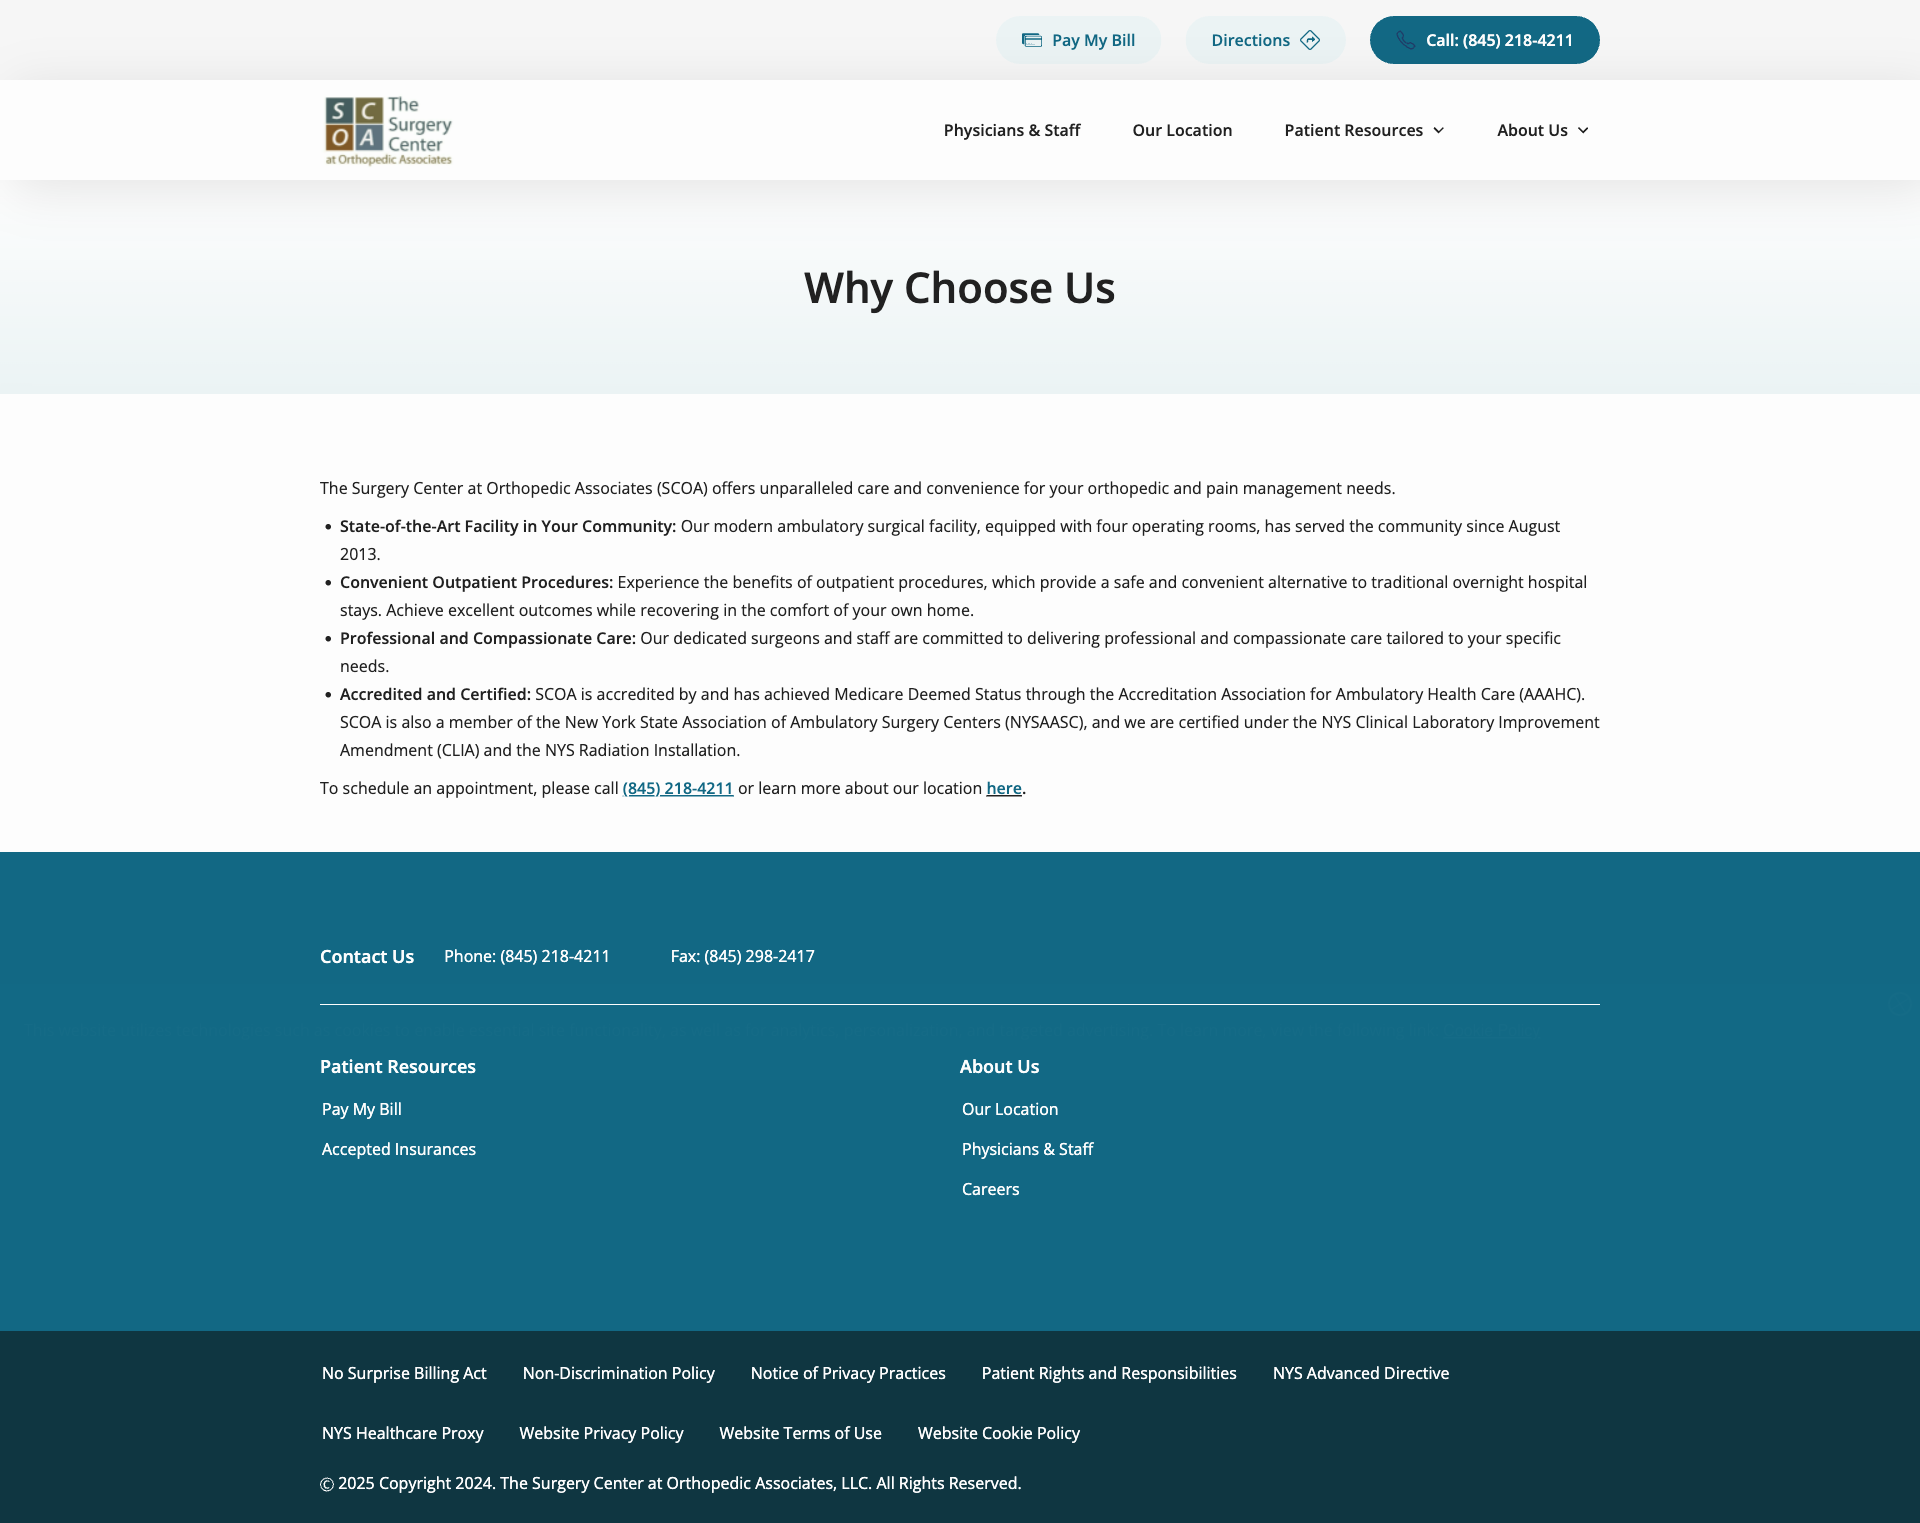 Pay My Bill
Directions
Call: (845) 218-4211
S C O A
The Surgery Center
at Orthopedic Associates
Physicians & Staff
Our Location
Patient Resources
About Us
Why Choose Us
The Surgery Center at Orthopedic Associates (SCOA) offers unparalleled care and convenience for your orthopedic and pain management needs.
• State-of-the-Art Facility in Your Community: Our modern ambulatory surgical facility, equipped with four operating rooms, has served the community since August
2013.
• Convenient Outpatient Procedures: Experience the benefits of outpatient procedures, which provide a safe and convenient alternative to traditional overnight hospital
stays. Achieve excellent outcomes while recovering in the comfort of your own home.
• Professional and Compassionate Care: Our dedicated surgeons and staff are committed to delivering professional and compassionate care tailored to your specific
needs.
• Accredited and Certified: SCOA is accredited by and has achieved Medicare Deemed Status through the Accreditation Association for Ambulatory Health Care (AAAHC).
SCOA is also a member of the New York State Association of Ambulatory Surgery Centers (NYSAASC), and we are certified under the NYS Clinical Laboratory Improvement
Amendment (CLIA) and the NYS Radiation Installation.
To schedule an appointment, please call (845) 218-4211 or learn more about our location here.
Contact Us
Phone: (845) 218-4211
Fax: (845) 298-2417
Patient Resources
Pay My Bill
Accepted Insurances
About Us
Our Location
Physicians & Staff
Careers
No Surprise Billing Act
Non-Discrimination Policy
Notice of Privacy Practices
Patient Rights and Responsibilities
NYS Advanced Directive
NYS Healthcare Proxy
Website Privacy Policy
Website Terms of Use
Website Cookie Policy
© 2025 Copyright 2024. The Surgery Center at Orthopedic Associates, LLC. All Rights Reserved.